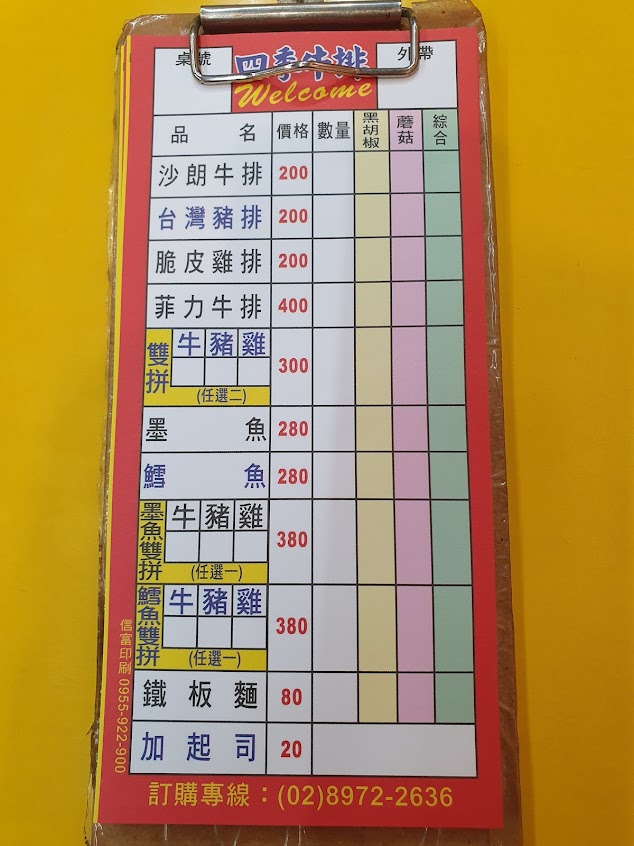 桌號
四季牛排
外帶
Welcome
品名 價格 數量 黑胡椒 蘑菇 綜合
沙朗牛排 200
台灣豬排 200
脆皮雞排 200
菲力牛排 400
雙拼 牛 豬 雞 300
(任選二)
墨魚 280
鱈魚 280
墨魚雙拼 牛 豬 雞 380
(任選一)
鱈魚雙拼 牛 豬 雞 380
(任選一)
鐵板麵 80
加起司 20
信富印刷 0955-922-900
訂購專線：(02)8972-2636